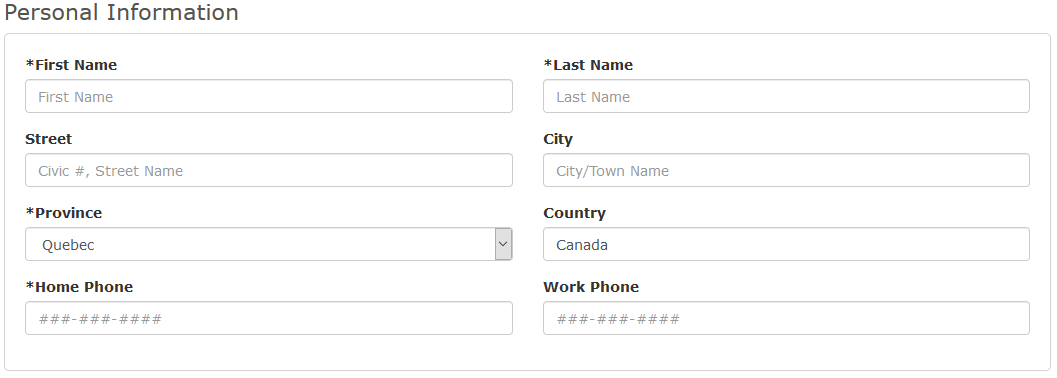 Personal Information
*First Name *Last Name
First Name Last Name
Street City
Civic #, Street Name City/Town Name
*Province Country
Quebec Canada
*Home Phone Work Phone
###-###-#### ###-###-####